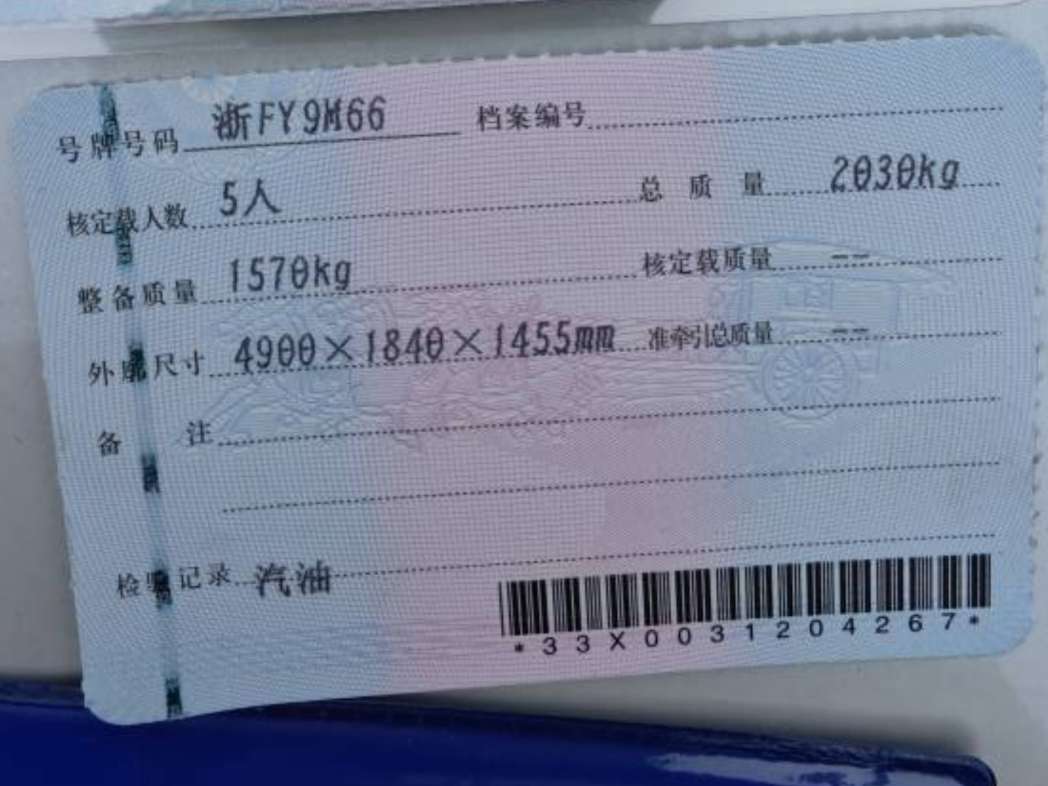 号牌号码 浙FY9M66 档案编号
核定载人数 5人 总质量 2030kg
整备质量 1570kg 核定载质量 --
外廓尺寸 4900×1840×1455mm 准牵引总质量 --
备注
检验记录 汽油
*33X0031204267*